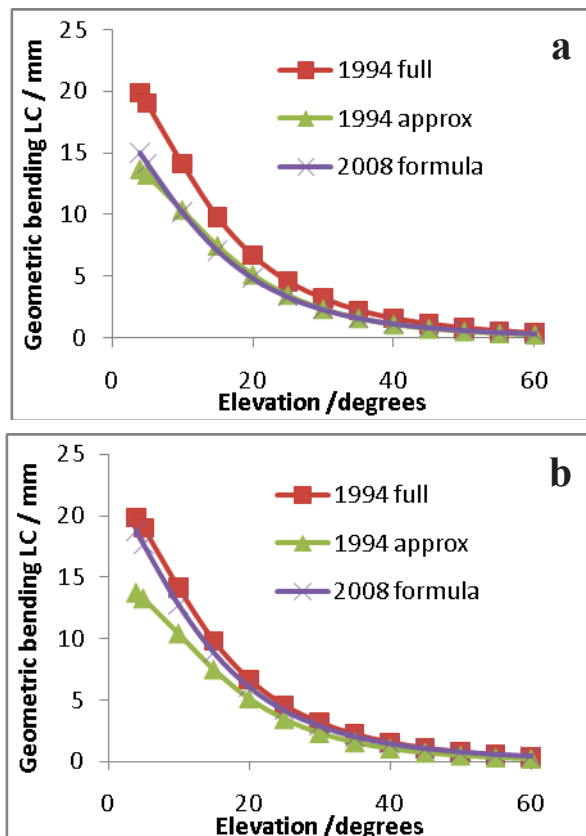 a
Geometric bending LC / mm
25
20
15
10
5
0
1994 full
1994 approx
2008 formula
0
20
40
60
Elevation /degrees
b
Geometric bending LC / mm
25
20
15
10
5
0
1994 full
1994 approx
2008 formula
0
20
40
60
Elevation /degrees